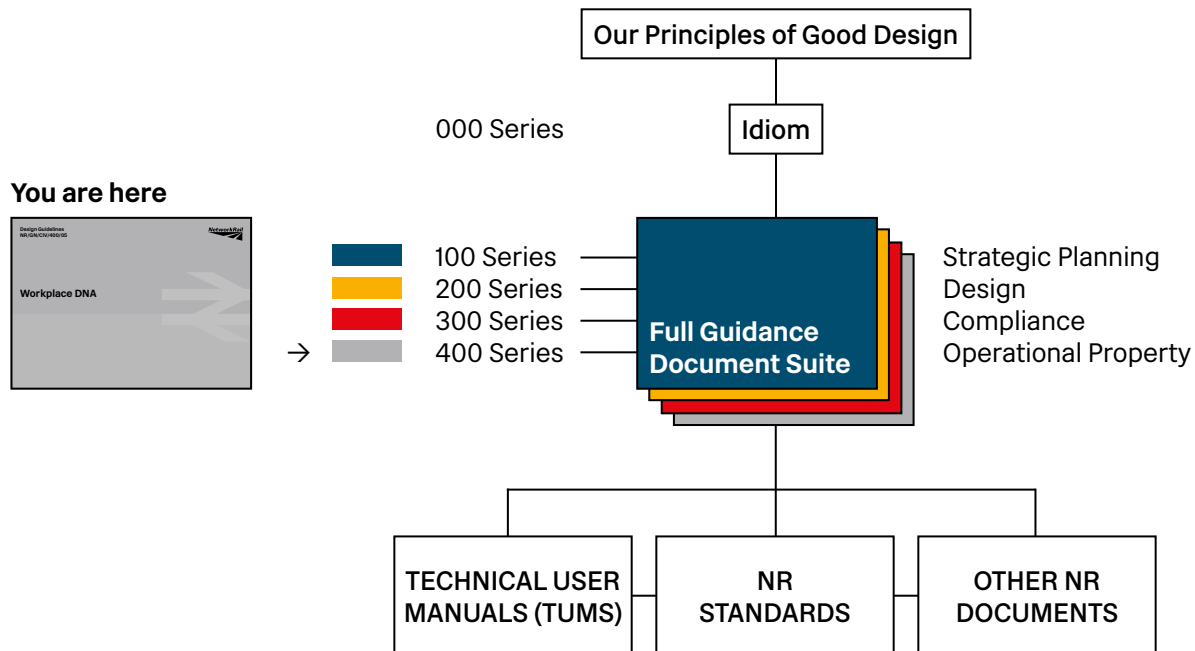 Our Principles of Good Design
000 Series
Idiom
You are here
Design Guidelines
NR/GN/CIV/400/05
NetworkRail
Workplace DNA
→
100 Series
200 Series
300 Series
400 Series
Full Guidance
Document Suite
Strategic Planning
Design
Compliance
Operational Property
TECHNICAL USER
MANUALS (TUMS)
NR
STANDARDS
OTHER NR
DOCUMENTS